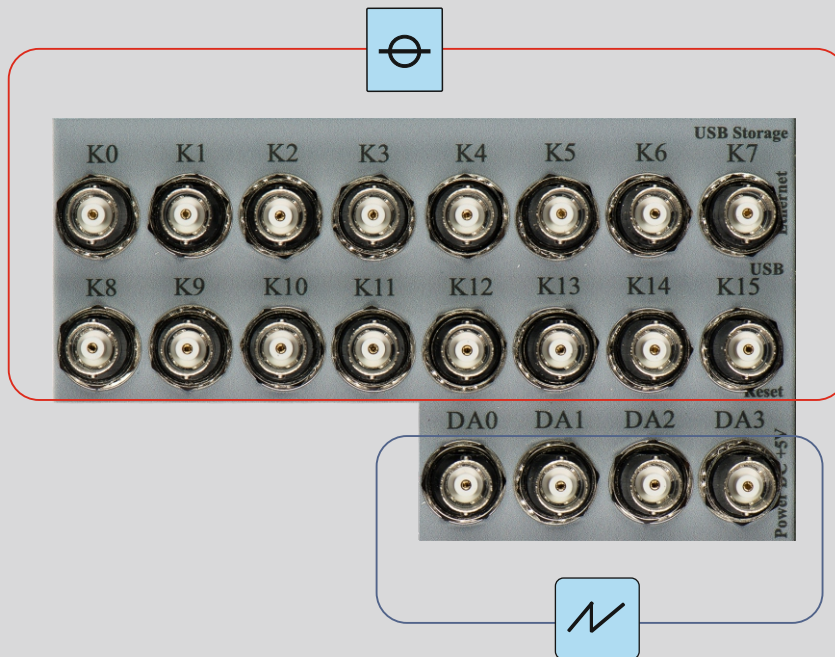 USB Storage
K0 K1 K2 K3 K4 K5 K6 K7
Ethernet
USB
K8 K9 K10 K11 K12 K13 K14 K15
Reset
DA0 DA1 DA2 DA3
Power DC +5V